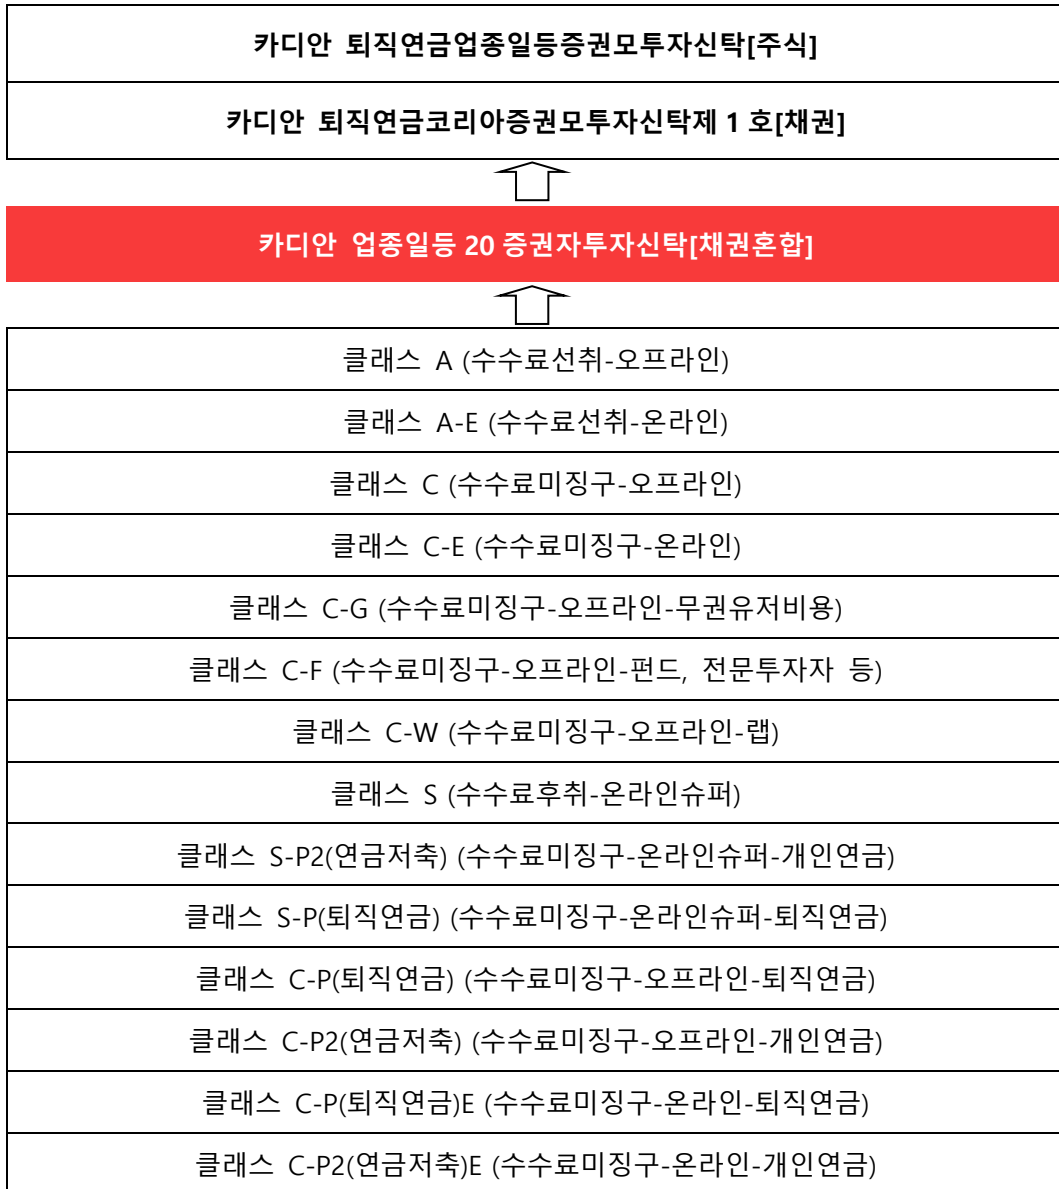 카디안 퇴직연금업종일등증권모투자신탁[주식]
카디안 퇴직연금코리아증권모투자신탁제 1 호[채권]
카디안 업종일등 20 증권자투자신탁[채권혼합]
클래스 A (수수료선취-오프라인)
클래스 A-E (수수료선취-온라인)
클래스 C (수수료미징구-오프라인)
클래스 C-E (수수료미징구-온라인)
클래스 C-G (수수료미징구-오프라인-무권유저비용)
클래스 C-F (수수료미징구-오프라인-펀드, 전문투자자 등)
클래스 C-W (수수료미징구-오프라인-랩)
클래스 S (수수료후취-온라인슈퍼)
클래스 S-P2(연금저축) (수수료미징구-온라인슈퍼-개인연금)
클래스 S-P(퇴직연금) (수수료미징구-온라인슈퍼-퇴직연금)
클래스 C-P(퇴직연금) (수수료미징구-오프라인-퇴직연금)
클래스 C-P2(연금저축) (수수료미징구-오프라인-개인연금)
클래스 C-P(퇴직연금)E (수수료미징구-온라인-퇴직연금)
클래스 C-P2(연금저축)E (수수료미징구-온라인-개인연금)